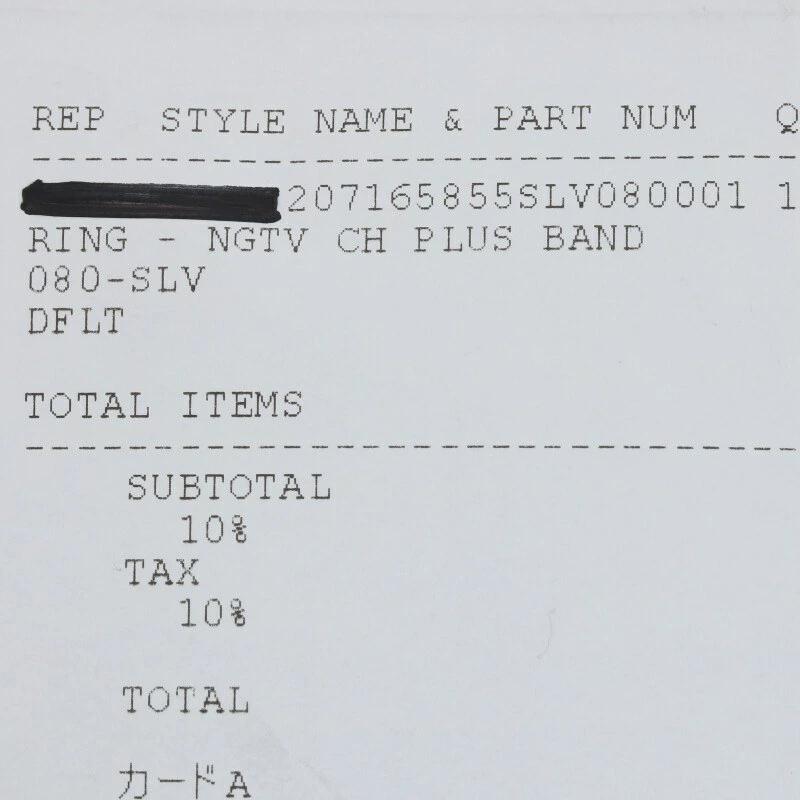 REP STYLE NAME & PART NUM Q
207165855SLV080001 1
RING - NGTV CH PLUS BAND
080-SLV
DFLT
TOTAL ITEMS
SUBTOTAL
10%
TAX
10%
TOTAL
カードA